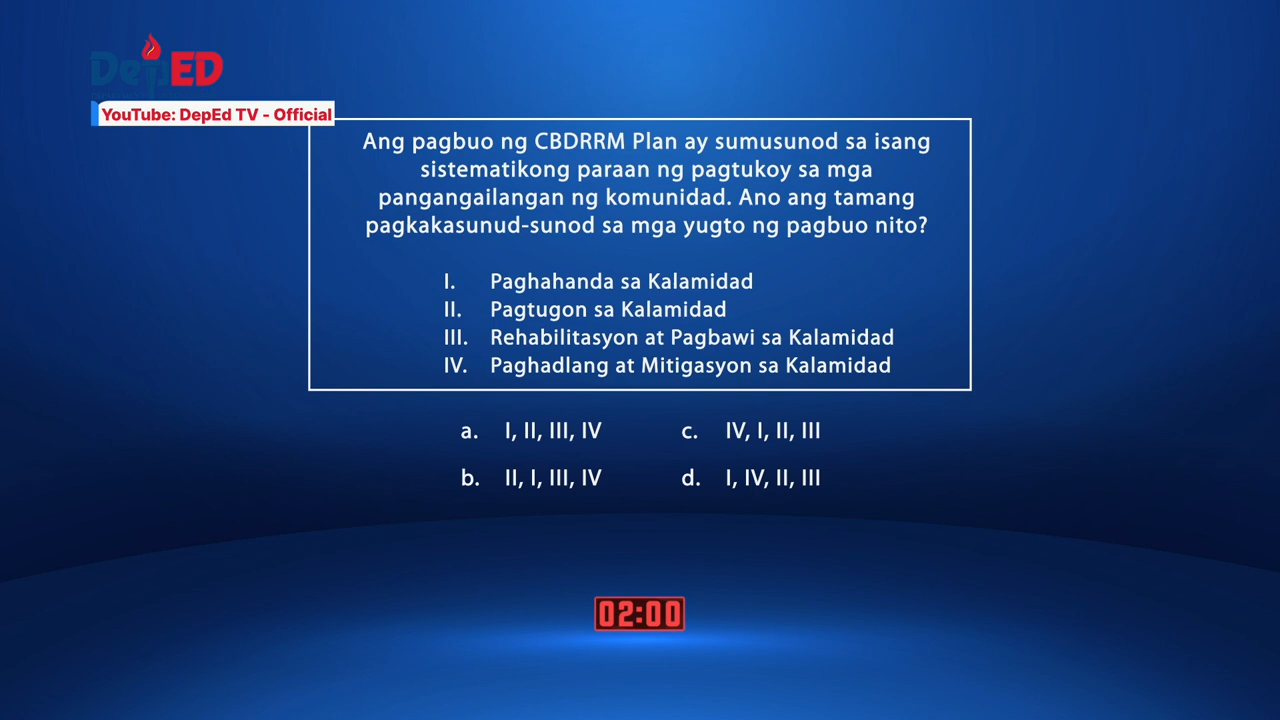 DepED
YouTube: DepEd TV - Official
Ang pagbuo ng CBDRRM Plan ay sumusunod sa isang
sistematikong paraan ng pagtukoy sa mga
pangangailangan ng komunidad. Ano ang tamang
pagkakasunud-sunod sa mga yugto ng pagbuo nito?
I. Paghahanda sa Kalamidad
II. Pagtugon sa Kalamidad
III. Rehabilitasyon at Pagbawi sa Kalamidad
IV. Paghadlang at Mitigasyon sa Kalamidad
a. I, II, III, IV
b. II, I, III, IV
c. IV, I, II, III
d. I, IV, II, III
02:00